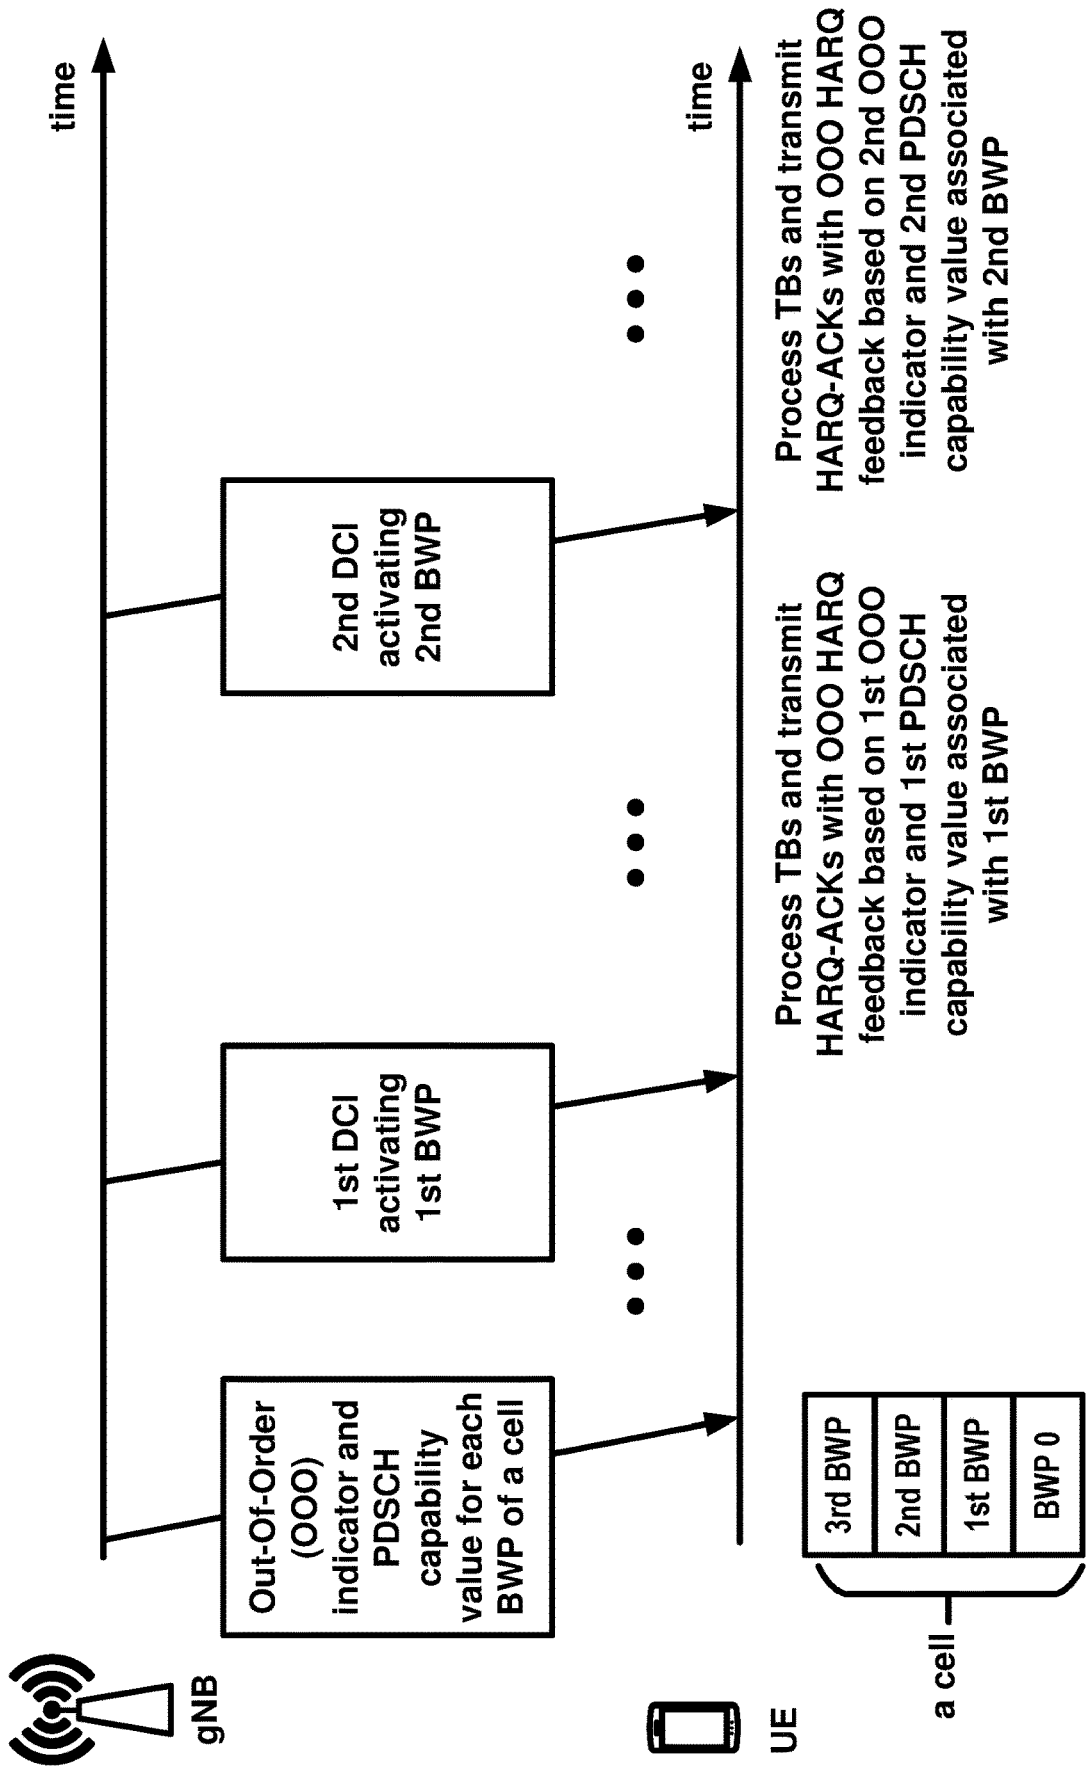 gNB
time
Out-Of-Order
(OOO)
indicator and
PDSCH
capability
value for each
BWP of a cell
1st DCI
activating
1st BWP
2nd DCI
activating
2nd BWP
UE
time
a cell
3rd BWP
2nd BWP
1st BWP
BWP 0
Process TBs and transmit
HARQ-ACKs with OOO HARQ
feedback based on 1st OOO
indicator and 1st PDSCH
capability value associated
with 1st BWP
Process TBs and transmit
HARQ-ACKs with OOO HARQ
feedback based on 2nd OOO
indicator and 2nd PDSCH
capability value associated
with 2nd BWP